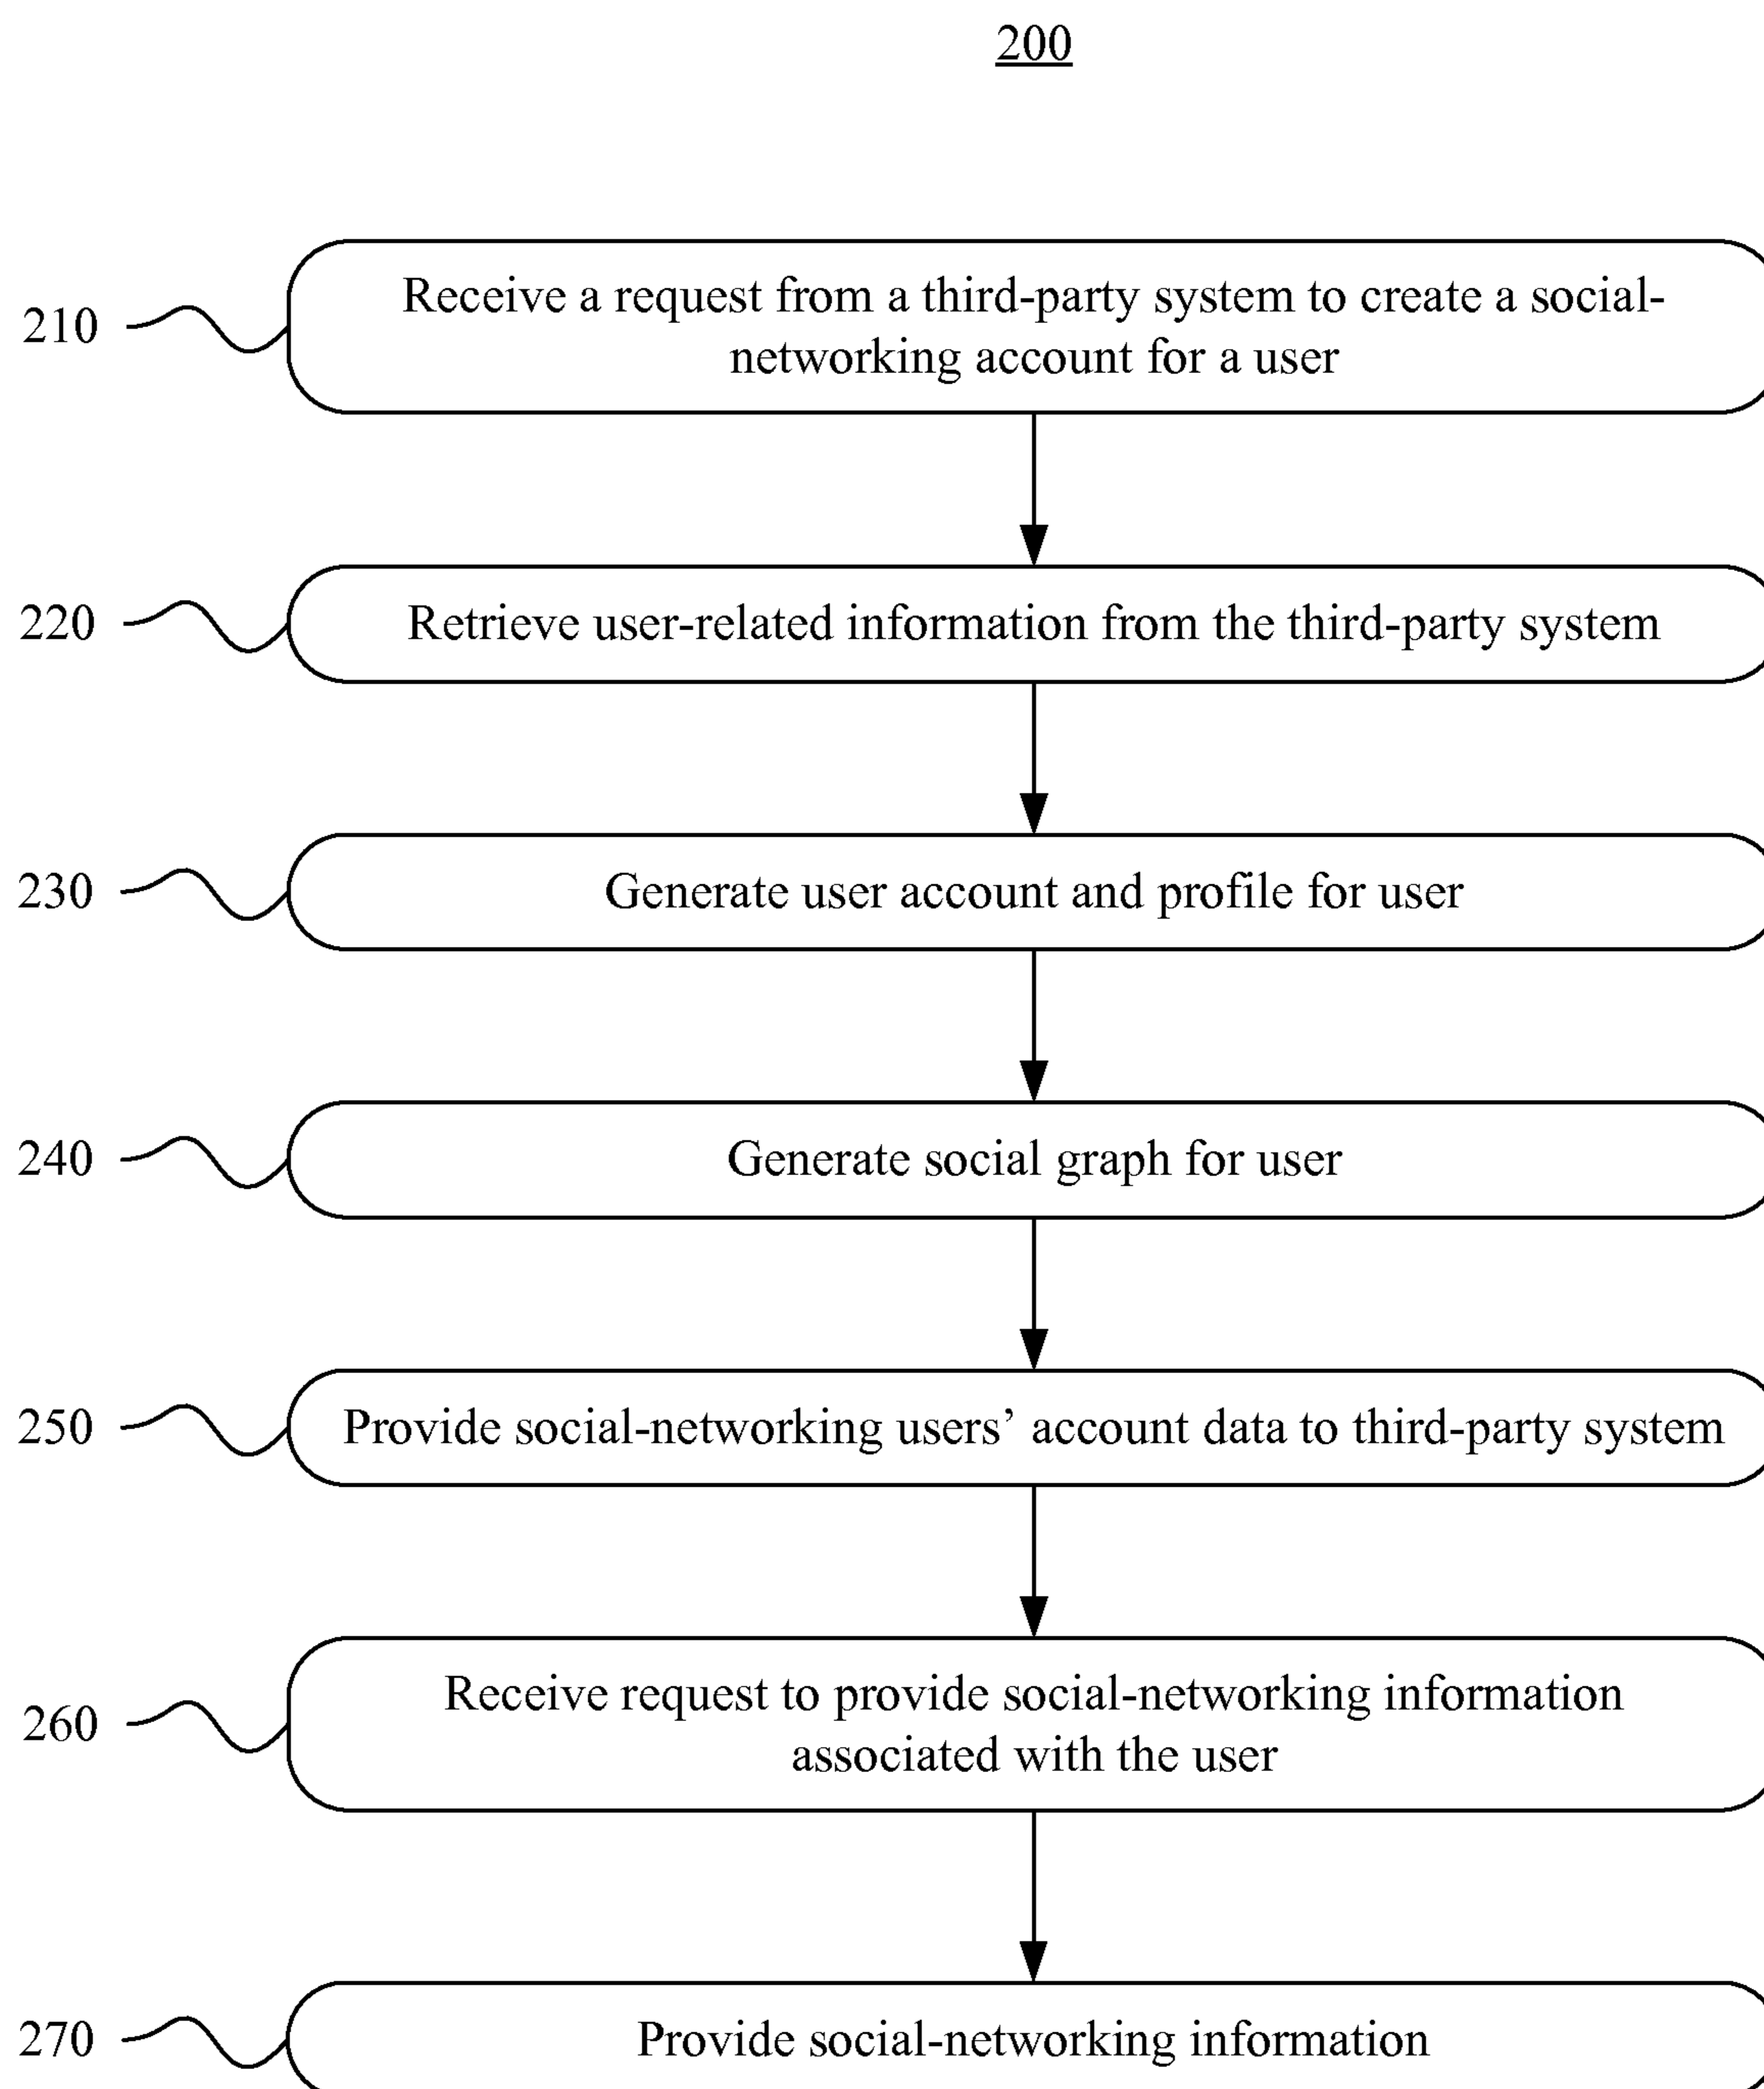 200
210
Receive a request from a third-party system to create a social-
networking account for a user
220
Retrieve user-related information from the third-party system
230
Generate user account and profile for user
240
Generate social graph for user
250
Provide social-networking users’ account data to third-party system
260
Receive request to provide social-networking information
associated with the user
270
Provide social-networking information